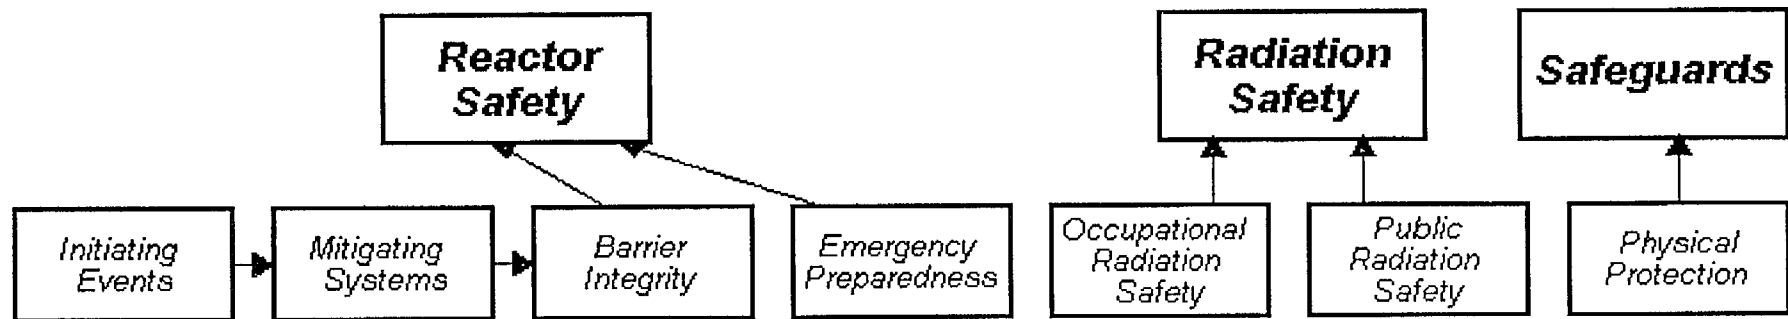 Reactor
Safety
Radiation
Safety
Safeguards
Initiating
Events
Mitigating
Systems
Barrier
Integrity
Emergency
Preparedness
Occupational
Radiation
Safety
Public
Radiation
Safety
Physical
Protection